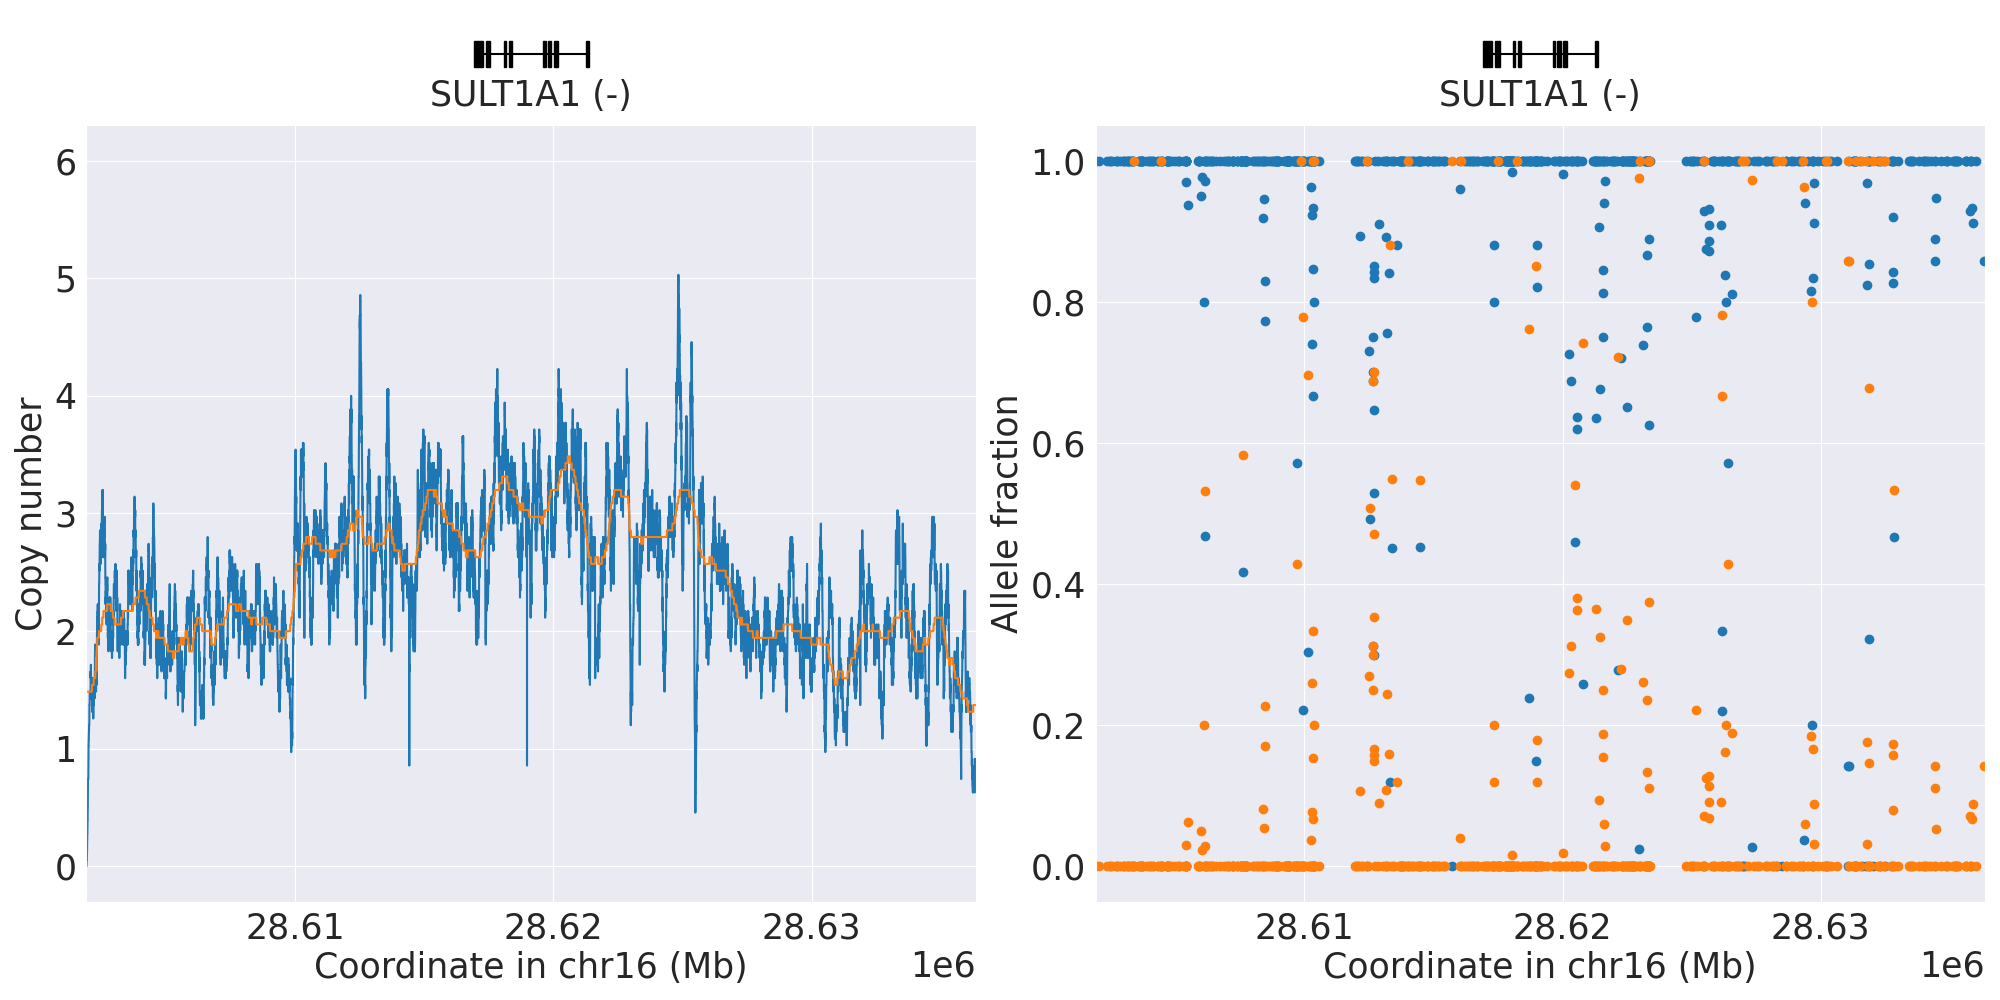 SULT1A1 (-)
6
5
4
3
2
1
0
Copy number
28.61
28.62
28.63
Coordinate in chr16 (Mb)
1e6
SULT1A1 (-)
1.0
0.8
0.6
0.4
0.2
0.0
Allele fraction
28.61
28.62
28.63
Coordinate in chr16 (Mb)
1e6